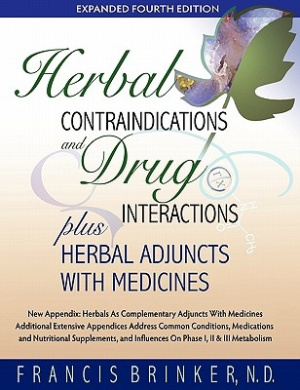 EXPANDED FOURTH EDITION
Herbal
CONTRAINDICATIONS
and Drug
INTERACTIONS
plus
HERBAL ADJUNCTS
WITH MEDICINES
New Appendix: Herbals As Complementary Adjuncts With Medicines
Additional Extensive Appendices Address Common Conditions, Medications
and Nutritional Supplements, and Influences On Phase I, II & III Metabolism
FRANCIS BRINKER, N.D.